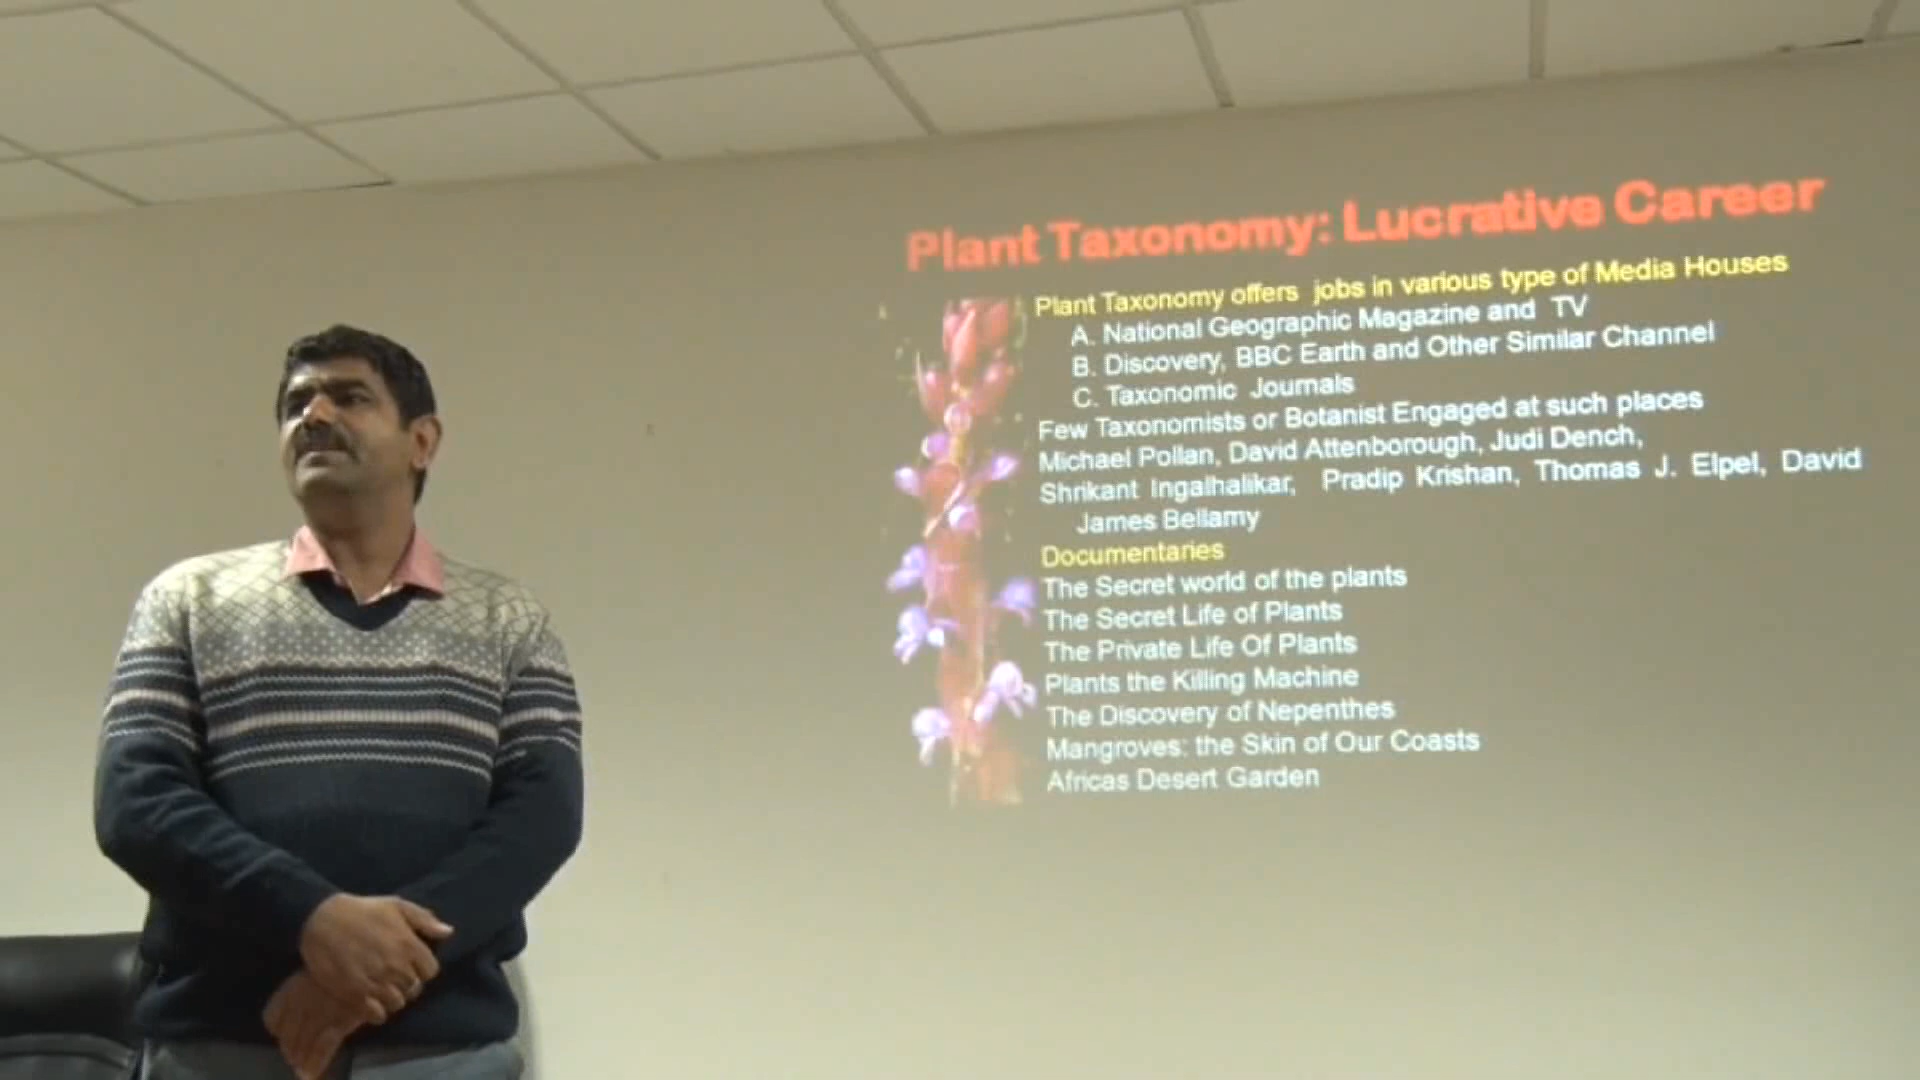 Plant Taxonomy: Lucrative Career
Plant Taxonomy offers jobs in various type of Media Houses
A. National Geographic Magazine and TV
B. Discovery, BBC Earth and Other Similar Channel
C. Taxonomic Journals
Few Taxonomists or Botanist Engaged at such places
Michael Pollan, David Attenborough, Judi Dench,
Shrikant Ingalhalikar, Pradip Krishan, Thomas J. Elpel, David
James Bellamy
Documentaries
The Secret world of the plants
The Secret Life of Plants
The Private Life Of Plants
Plants the Killing Machine
The Discovery of Nepenthes
Mangroves: the Skin of Our Coasts
Africas Desert Garden